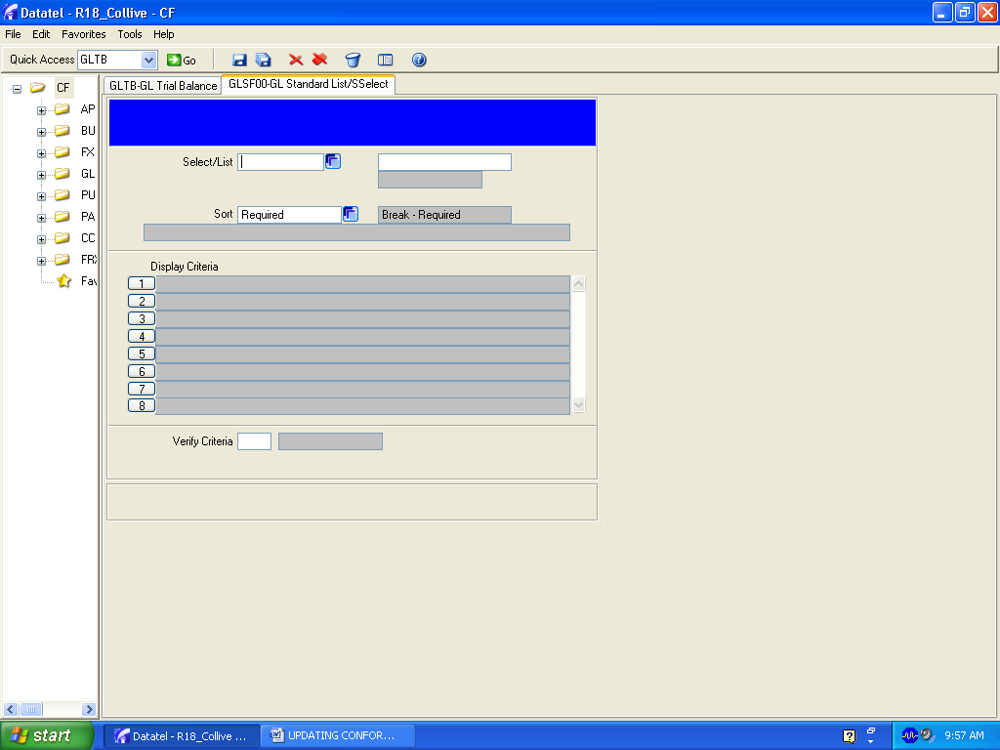 Datatel - R18_Collive - CF
File Edit Favorites Tools Help
Quick Access GLTB Go
CF
AP
BU
FX
GL
PU
PA
CC
FRX
Fav
GLTB-GL Trial Balance GLSF00-GL Standard List/SSelect
Select/List
Sort Required Break - Required
Display Criteria
1
2
3
4
5
6
7
8
Verify Criteria
start Datatel - R18_Collive ... UPDATING CONFOR... 9:57 AM